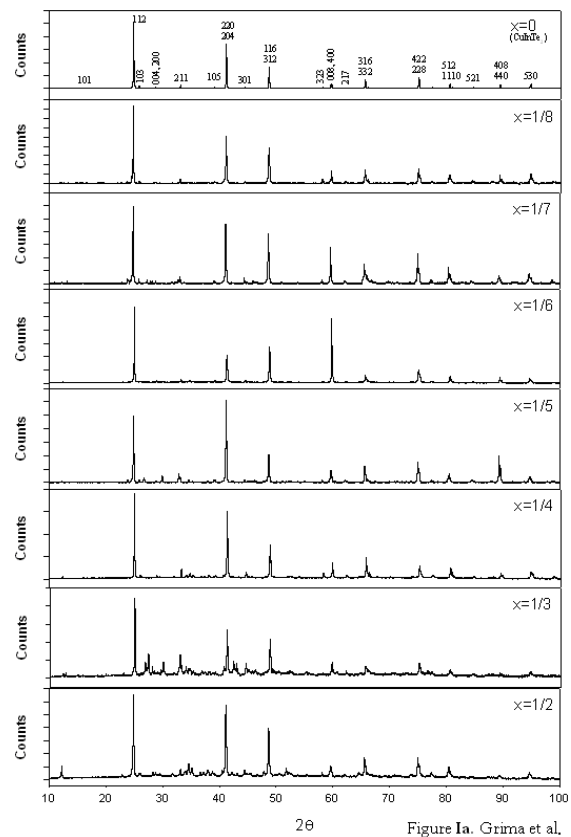 Counts
x=0
(CuInTe2)
112
220
204
116
312
316
332
422
228
512
1110
408
440
101
103
004, 200
211
105
301
323
008, 400
217
521
530
Counts
x=1/8
Counts
x=1/7
Counts
x=1/6
Counts
x=1/5
Counts
x=1/4
Counts
x=1/3
Counts
x=1/2
10 20 30 40 50 60 70 80 90 100
2θ
Figure Ia. Grima et al.